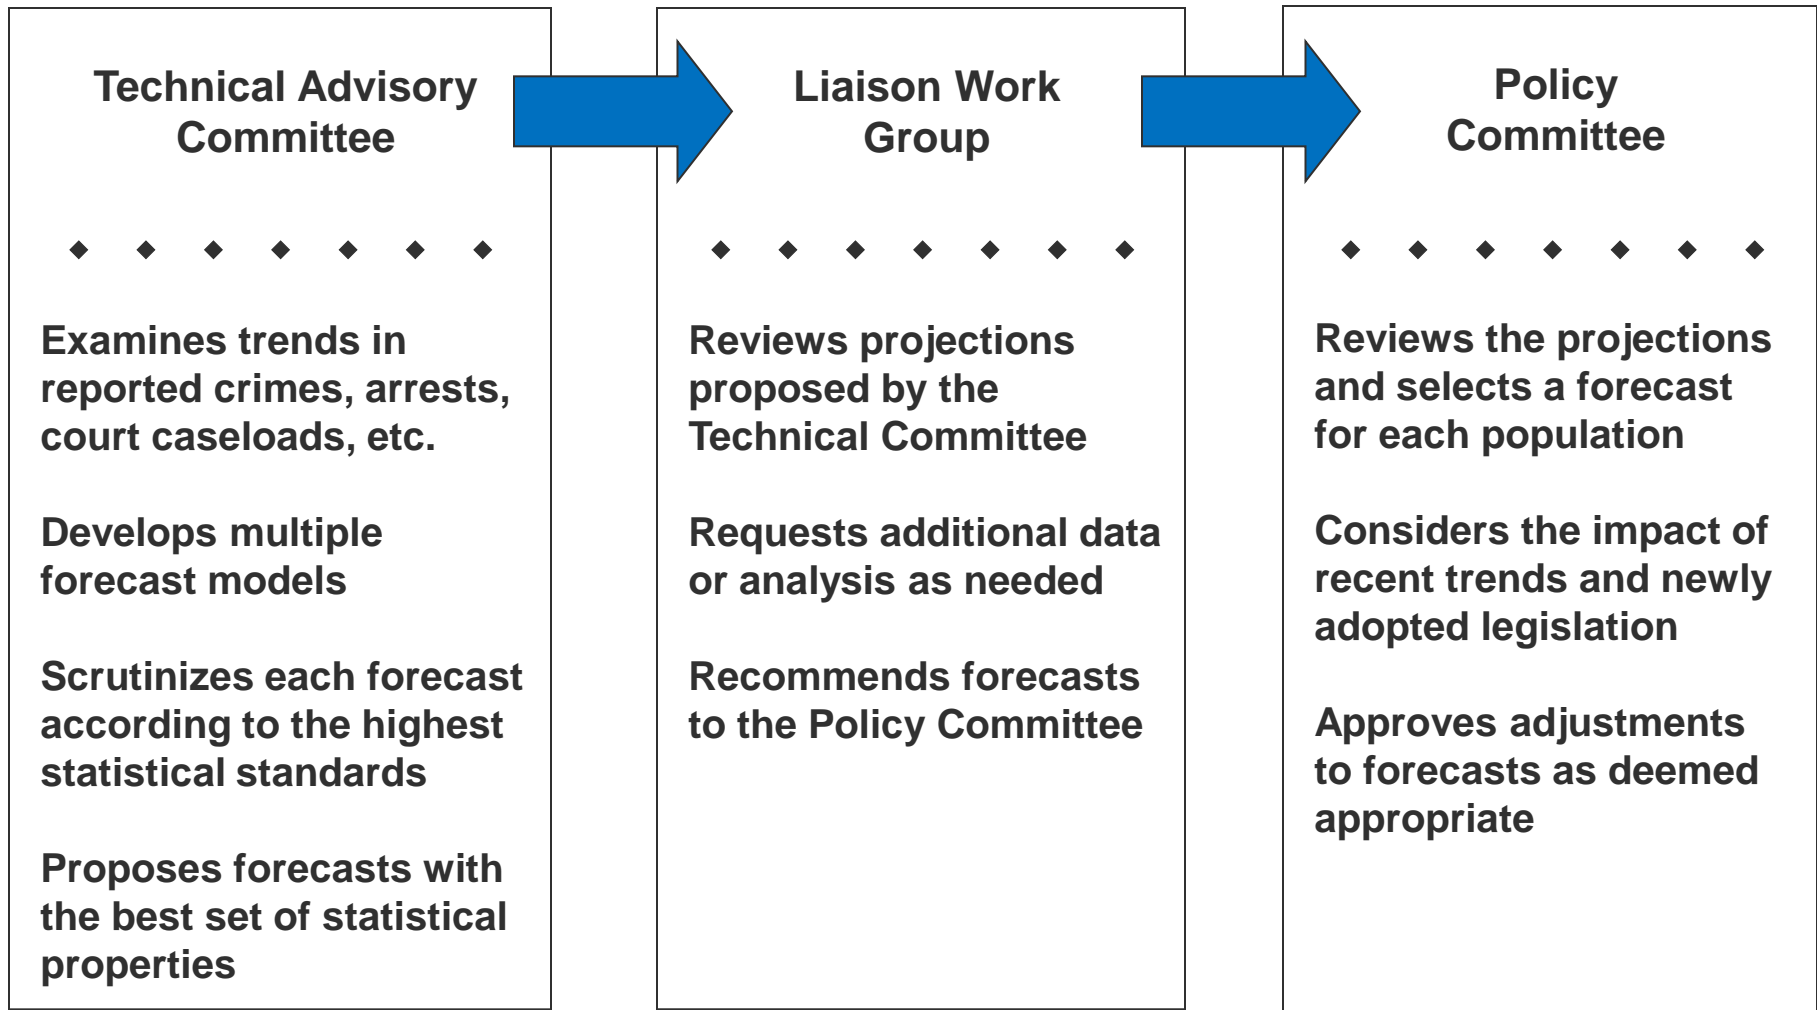 Technical Advisory
Committee
Examines trends in
reported crimes, arrests,
court caseloads, etc.
Develops multiple
forecast models
Scrutinizes each forecast
according to the highest
statistical standards
Proposes forecasts with
the best set of statistical
properties
Liaison Work
Group
Reviews projections
proposed by the
Technical Committee
Requests additional data
or analysis as needed
Recommends forecasts
to the Policy Committee
Policy
Committee
Reviews the projections
and selects a forecast
for each population
Considers the impact of
recent trends and newly
adopted legislation
Approves adjustments
to forecasts as deemed
appropriate